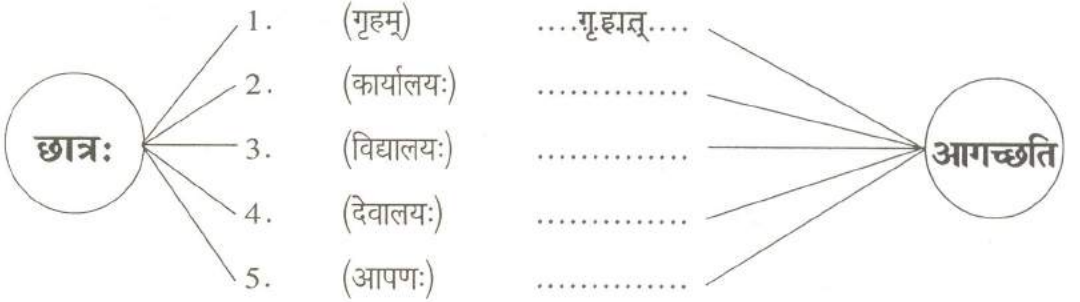 1. (गृहम्) ....गृहात्....
2. (कार्यालयः) ..............
छात्रः 3. (विद्यालयः) .............. आगच्छति
4. (देवालयः) ..............
5. (आपणः) ..............